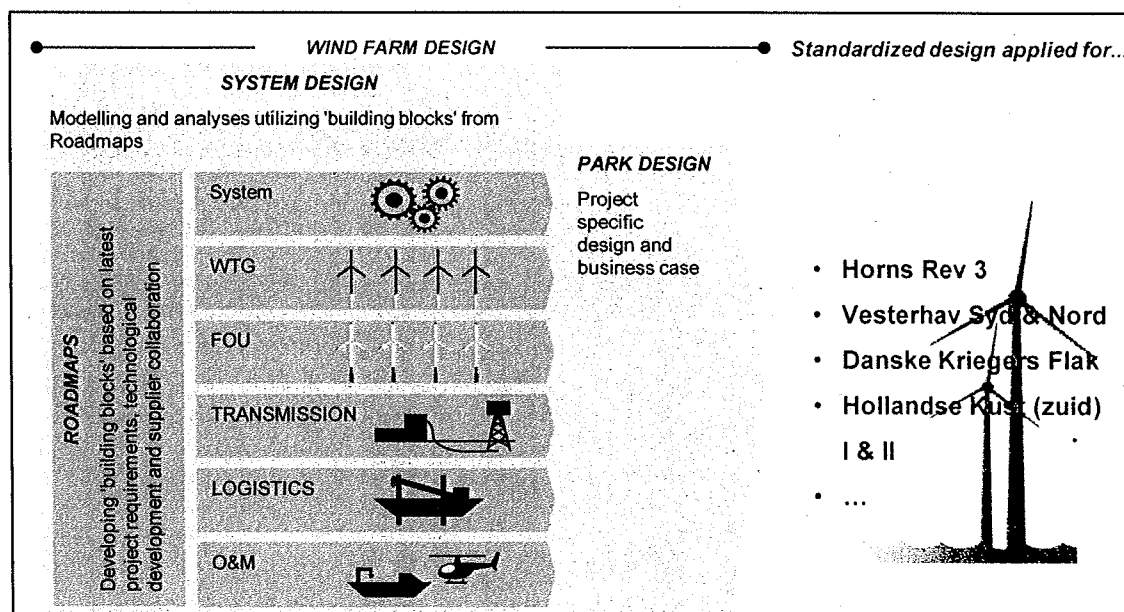 WIND FARM DESIGN
Standardized design applied for...
SYSTEM DESIGN
Modelling and analyses utilizing 'building blocks' from
Roadmaps
ROADMAPS
Developing 'building blocks' based on latest
project requirements, technological
development and supplier collaboration
System
WTG
FOU
TRANSMISSION
LOGISTICS
O&M
PARK DESIGN
Project
specific
design and
business case
• Horns Rev 3
• Vesterhav Syd & Nord
• Danske Kriegers Flak
• Hollandse Kust (zuid)
I & II
• ...